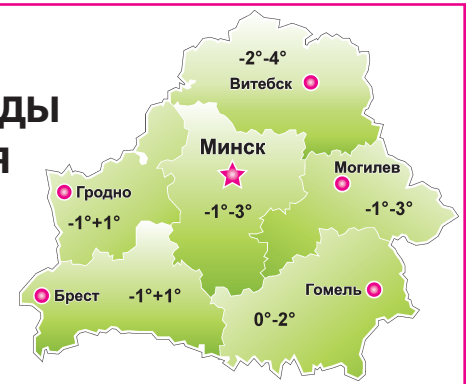 ды
я
-2°-4°
Витебск
Минск
-1°-3°
Могилев
-1°-3°
Гродно
-1°+1°
Брест
-1°+1°
Гомель
0°-2°